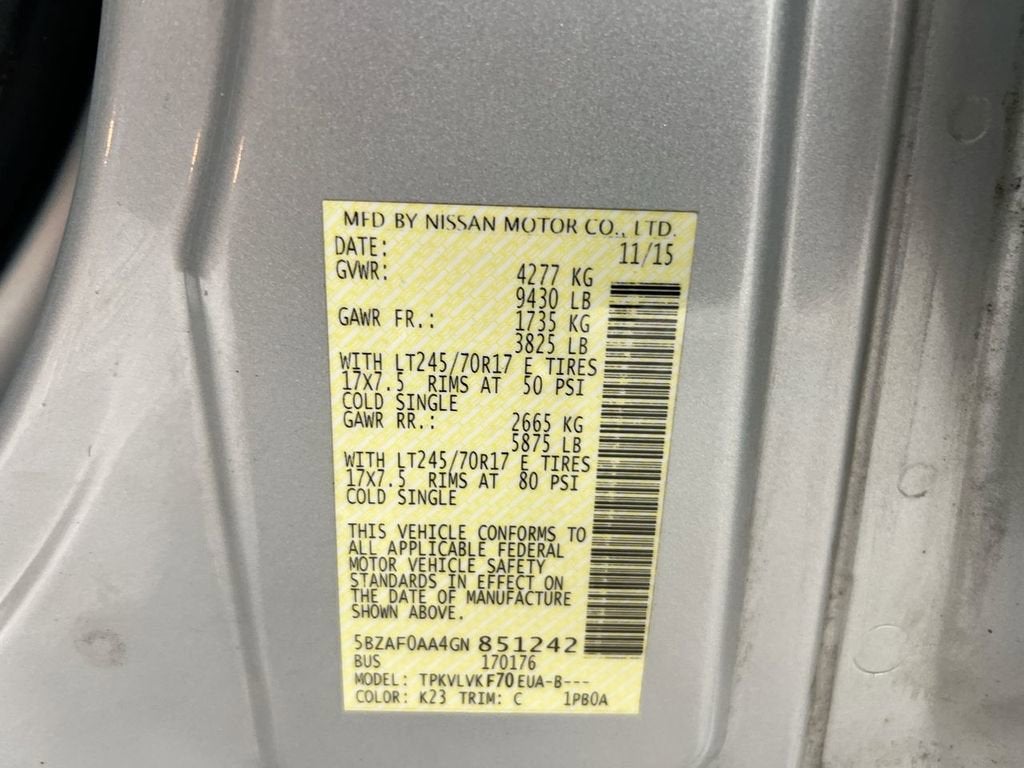 MFD BY NISSAN MOTOR CO., LTD.
DATE: 11/15
GVWR: 4277 KG
9430 LB
GAWR FR.: 1735 KG
3825 LB
WITH LT245/70R17 E TIRES
17X7.5 RIMS AT 50 PSI
COLD SINGLE
GAWR RR.: 2665 KG
5875 LB
WITH LT245/70R17 E TIRES
17X7.5 RIMS AT 80 PSI
COLD SINGLE
THIS VEHICLE CONFORMS TO
ALL APPLICABLE FEDERAL
MOTOR VEHICLE SAFETY
STANDARDS IN EFFECT ON
THE DATE OF MANUFACTURE
SHOWN ABOVE.
5BZAF0AA4GN 851242
BUS 170176
MODEL: TPKVLVKF70EUA-B---
COLOR: K23 TRIM: C 1PB0A